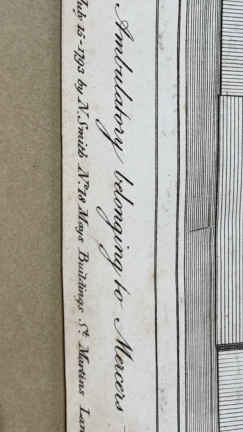 Ambulatory belonging to Mercers
July 15-1793 by N. Smith No. 18 Mays Buildings St. Martins Lan